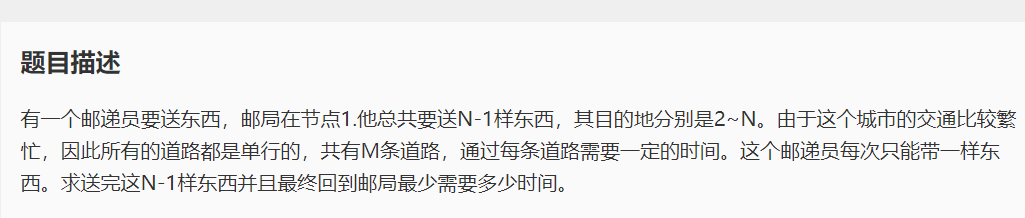 题目描述
有一个邮递员要送东西，邮局在节点1.他总共要送N-1样东西，其目的地分别是2~N。由于这个城市的交通比较繁
忙，因此所有的道路都是单行的，共有M条道路，通过每条道路需要一定的时间。这个邮递员每次只能带一样东
西。求送完这N-1样东西并且最终回到邮局最少需要多少时间。